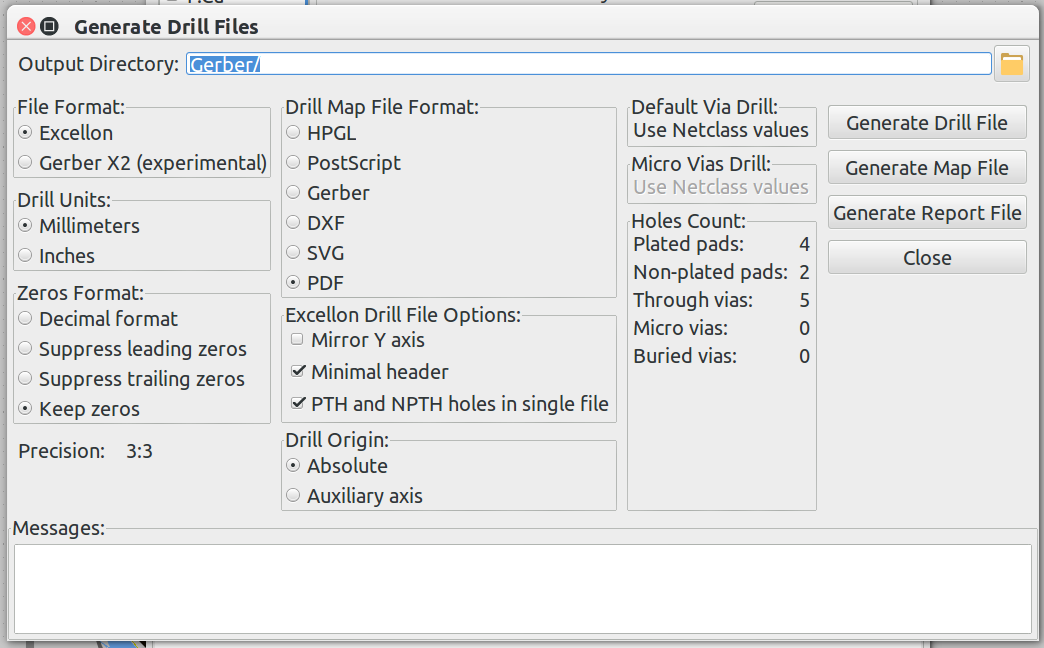 Generate Drill Files
Output Directory: Gerber/
File Format:
Excellon
Gerber X2 (experimental)
Drill Units:
Millimeters
Inches
Zeros Format:
Decimal format
Suppress leading zeros
Suppress trailing zeros
Keep zeros
Precision: 3:3
Drill Map File Format:
HPGL
PostScript
Gerber
DXF
SVG
PDF
Excellon Drill File Options:
Mirror Y axis
Minimal header
PTH and NPTH holes in single file
Drill Origin:
Absolute
Auxiliary axis
Default Via Drill:
Use Netclass values
Micro Vias Drill:
Use Netclass values
Holes Count:
Plated pads: 4
Non-plated pads: 2
Through vias: 5
Micro vias: 0
Buried vias: 0
Generate Drill File
Generate Map File
Generate Report File
Close
Messages: